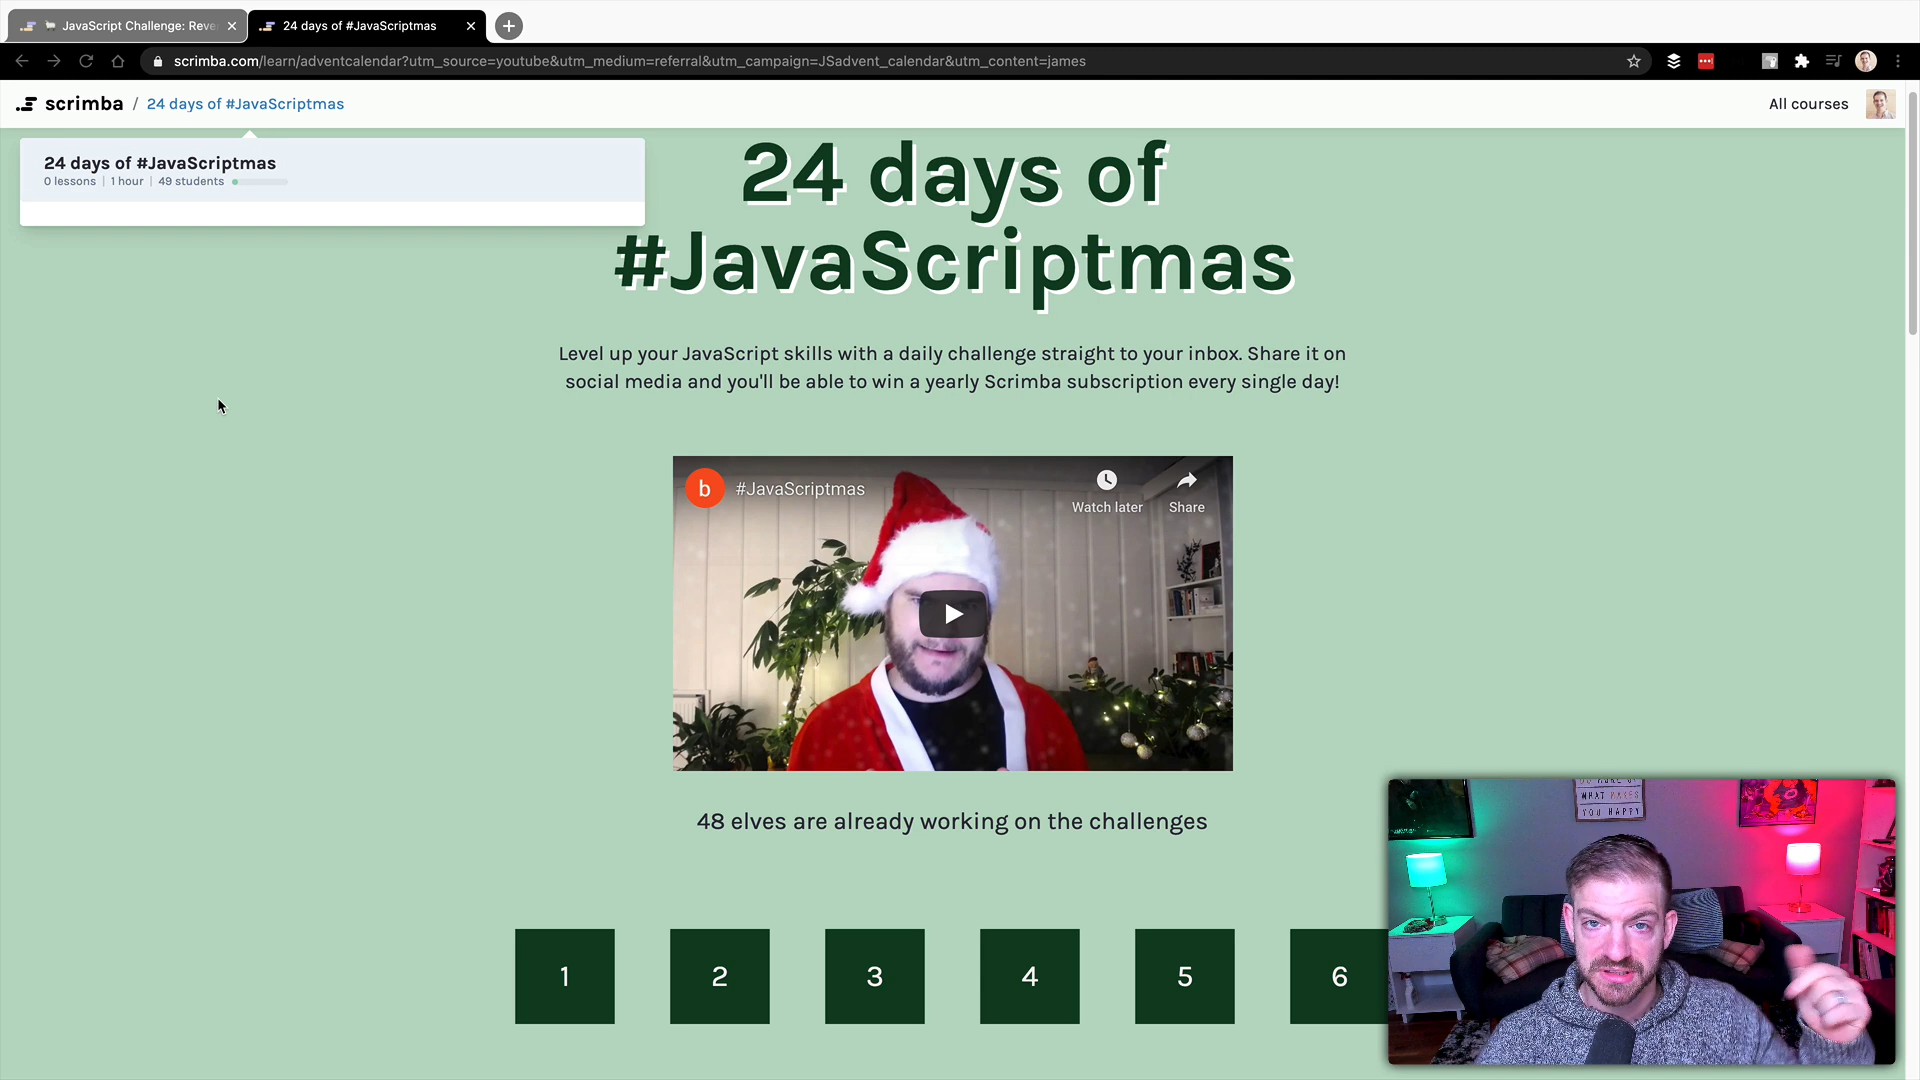 JavaScript Challenge: Reve
24 days of #JavaScriptmas
scrimba.com/learn/adventcalendar?utm_source=youtube&utm_medium=referral&utm_campaign=JSadvent_calendar&utm_content=james
scrimba / 24 days of #JavaScriptmas
All courses
24 days of #JavaScriptmas
0 lessons | 1 hour | 49 students
24 days of
#JavaScriptmas
Level up your JavaScript skills with a daily challenge straight to your inbox. Share it on
social media and you'll be able to win a yearly Scrimba subscription every single day!
b
#JavaScriptmas
Watch later
Share
48 elves are already working on the challenges
1
2
3
4
5
6
WHAT MAKES
YOU HAPPY